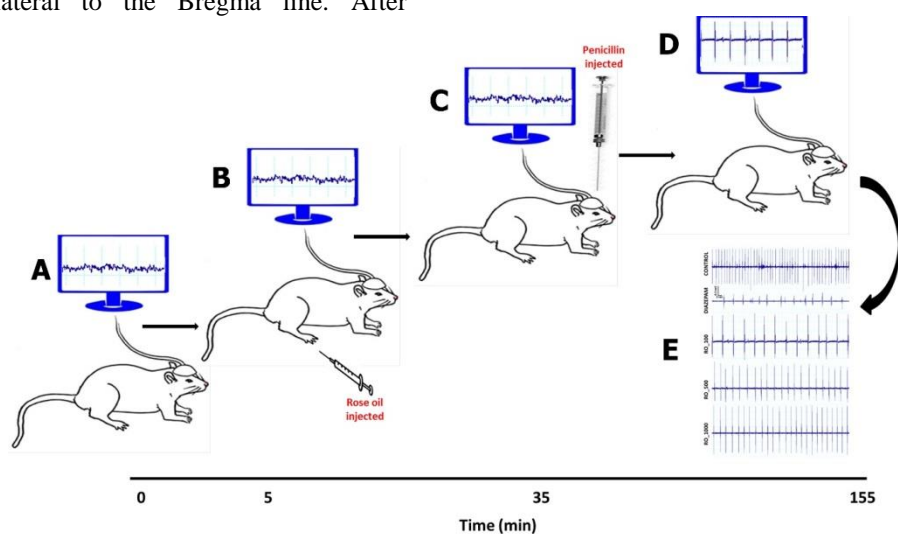 lateral to the Bregma line. After
D
Penicillin
injected
C
B
A
Rose oil
injected
E
CONTROL
DIAZEPAM
RO_100
RO_500
RO_1000
0 5 35 155
Time (min)